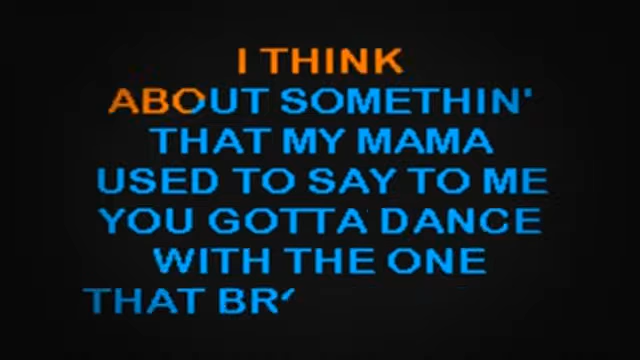 I THINK
ABOUT SOMETHIN'
THAT MY MAMA
USED TO SAY TO ME
YOU GOTTA DANCE
WITH THE ONE
THAT BR